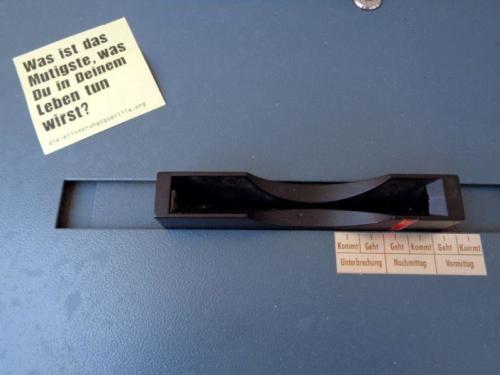 Was ist das
Mutigste, was
Du in Deinem
Leben tun
wirst?
die-erinnerungsguerilla.org
Kommt Geht Geht Kommt Geht Kommt
Unterbrechung Nachmittag Vormittag